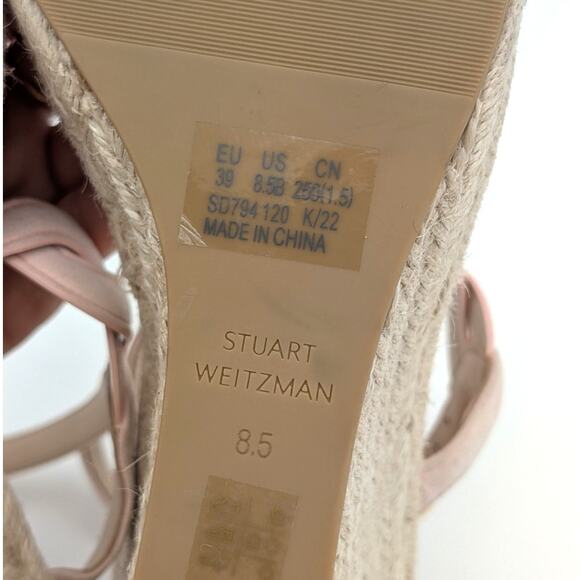 EU US CN
39 8.5B 250(1.5)
SD794 120 K/22
MADE IN CHINA
STUART
WEITZMAN
8.5